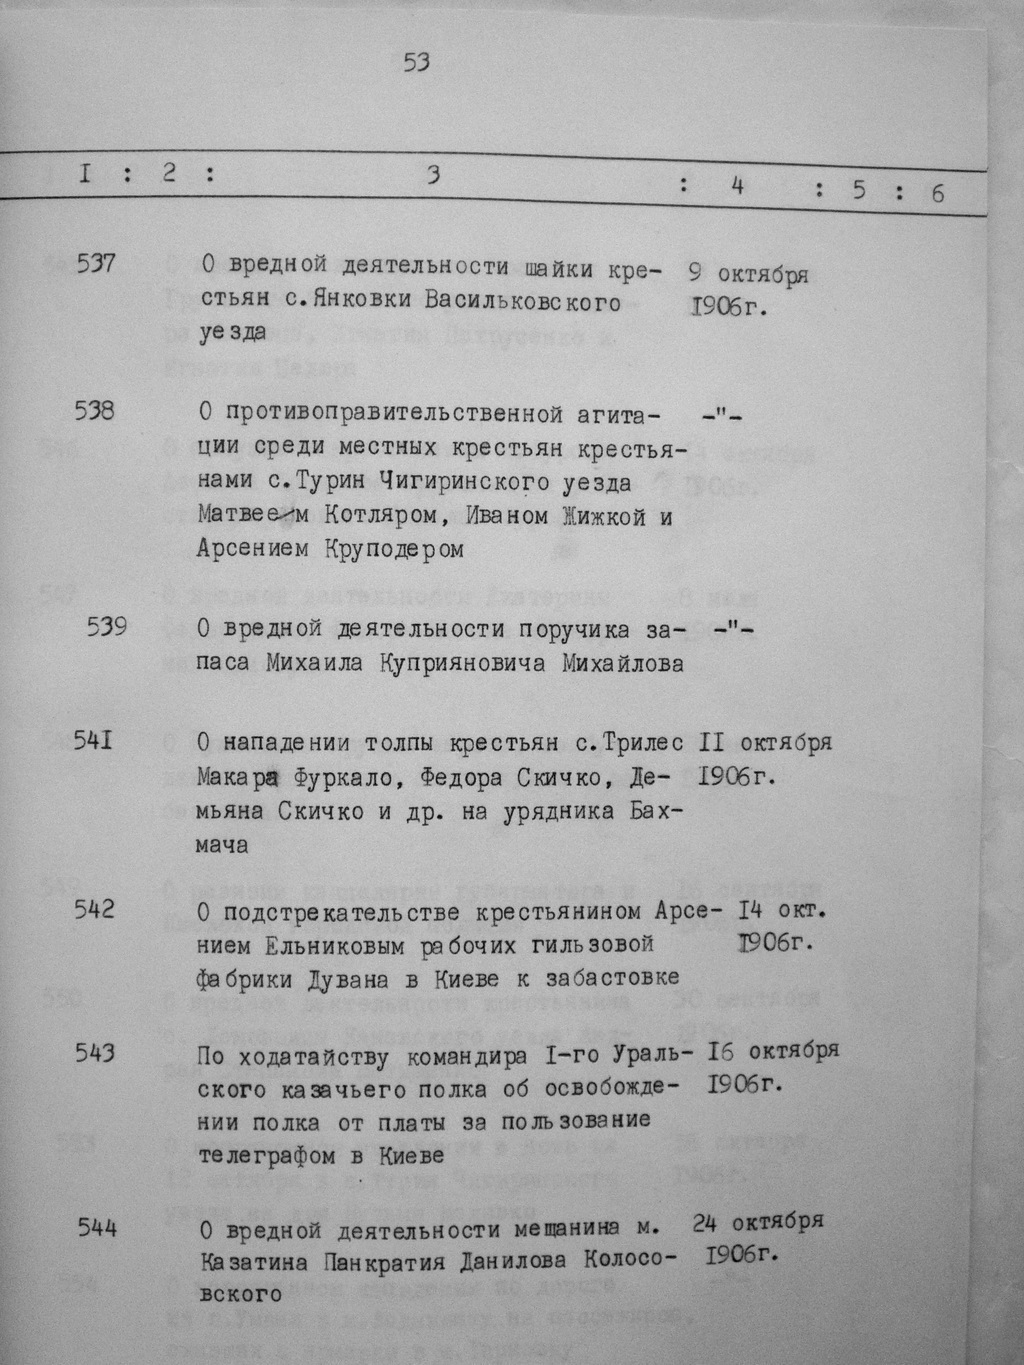 53
I : 2 : 3 : 4 : 5 : 6
537 О вредной деятельности шайки кре- 9 октября
стьян с.Янковки Васильковского 1906г.
уезда
538 О противоправительственной агита- -"-
ции среди местных крестьян крестья-
нами с.Турин Чигиринского уезда
Матвеем Котляром, Иваном Жижкой и
Арсением Круподером
539 О вредной деятельности поручика за- -"-
паса Михаила Куприяновича Михайлова
541 О нападении толпы крестьян с.Трилес II октября
Макара Фуркало, Федора Скичко, Де- 1906г.
мьяна Скичко и др. на урядника Бах-
мача
542 О подстрекательстве крестьянином Арсе- 14 окт.
нием Ельниковым рабочих гильзовой 1906г.
фабрики Дувана в Киеве к забастовке
543 По ходатайству командира I-го Ураль- 16 октября
ского казачьего полка об освобожде- 1906г.
нии полка от платы за пользование
телеграфом в Киеве
544 О вредной деятельности мещанина м. 24 октября
Казатина Панкратия Данилова Колосо- 1906г.
вского